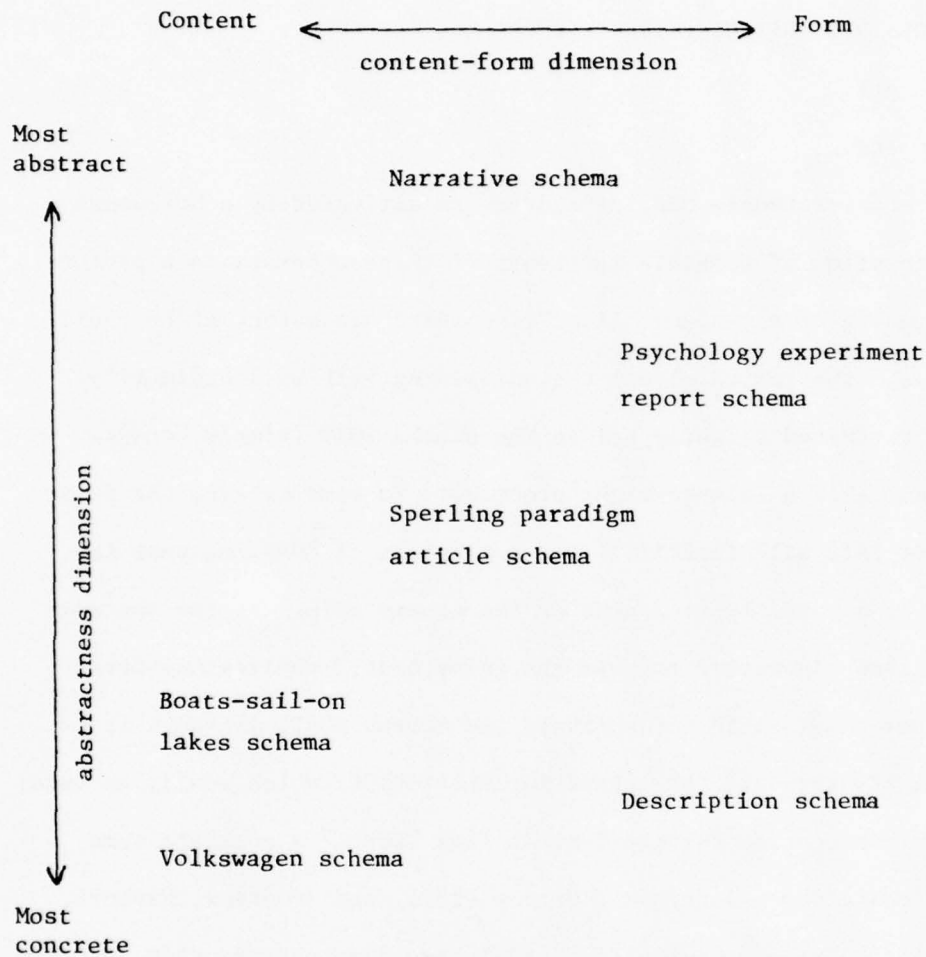 Content Form
content-form dimension
Most
abstract
Narrative schema
Psychology experiment
report schema
Sperling paradigm
article schema
abstractness dimension
Boats-sail-on
lakes schema
Description schema
Volkswagen schema
Most
concrete